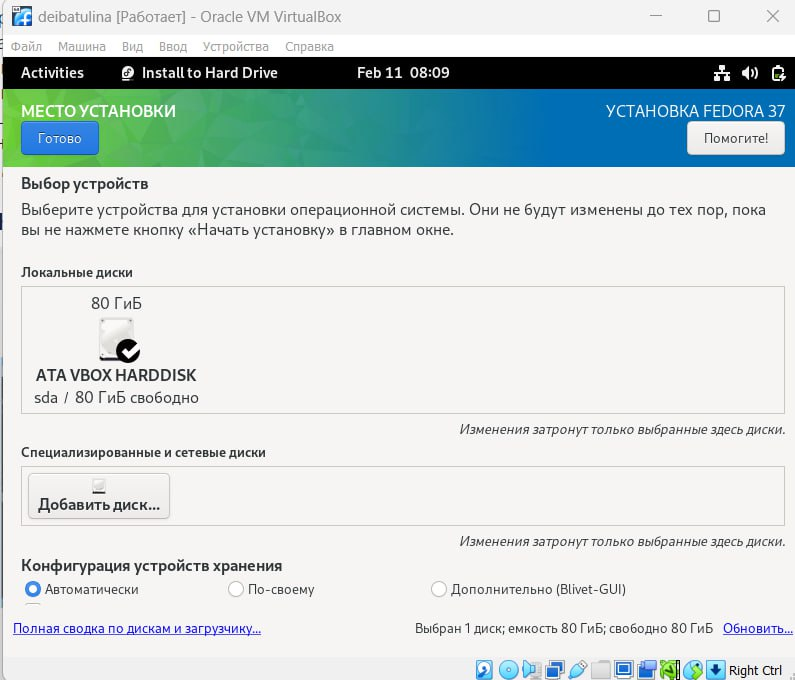 deibatulina [Работает] - Oracle VM VirtualBox
Файл Машина Вид Ввод Устройства Справка
Activities Install to Hard Drive Feb 11 08:09
МЕСТО УСТАНОВКИ УСТАНОВКА FEDORA 37
Готово Помогите!
Выбор устройств
Выберите устройства для установки операционной системы. Они не будут изменены до тех пор, пока
вы не нажмете кнопку «Начать установку» в главном окне.
Локальные диски
80 ГиБ
ATA VBOX HARDDISK
sda / 80 ГиБ свободно
Изменения затронут только выбранные здесь диски.
Специализированные и сетевые диски
Добавить диск...
Изменения затронут только выбранные здесь диски.
Конфигурация устройств хранения
Автоматически По-своему Дополнительно (Blivet-GUI)
Полная сводка по дискам и загрузчику... Выбран 1 диск; емкость 80 ГиБ; свободно 80 ГиБ Обновить...
Right Ctrl